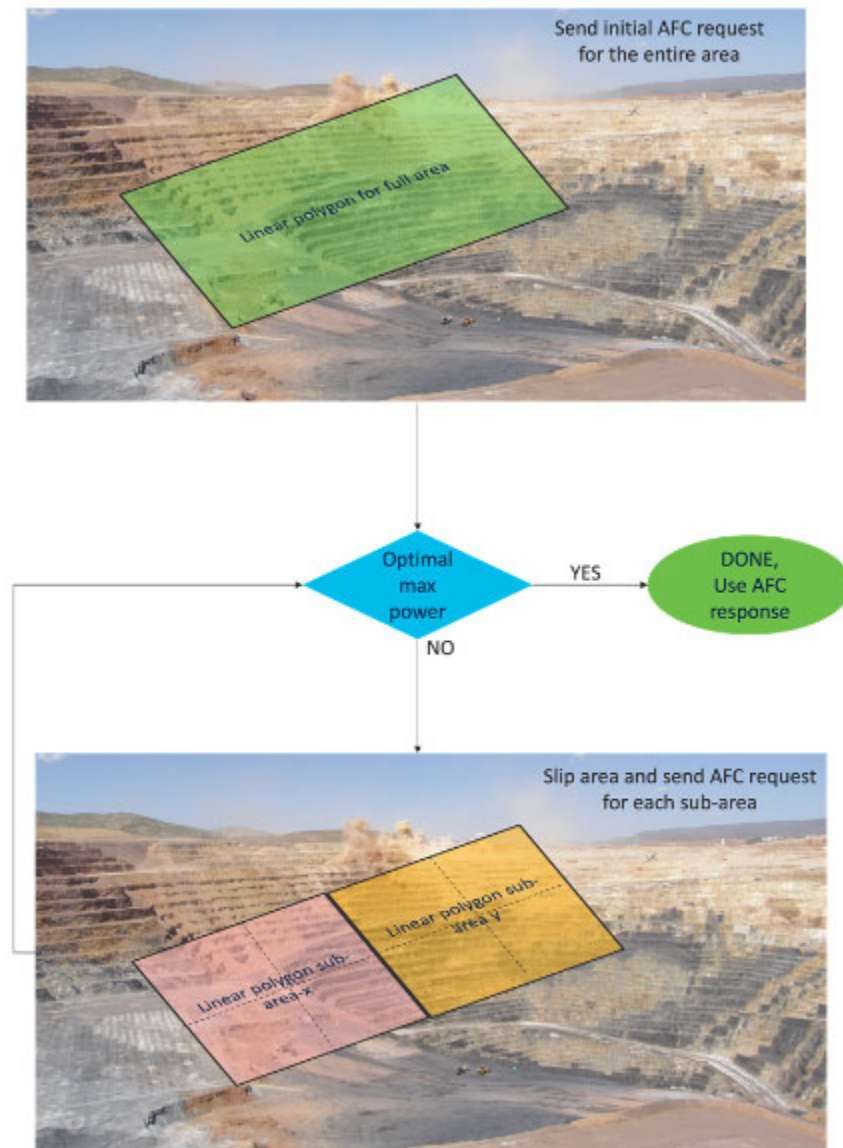 Send initial AFC request
for the entire area
Linear polygon for full area
Optimal
max
power
YES
DONE,
Use AFC
response
NO
Slip area and send AFC request
for each sub-area
Linear polygon sub-
area-x
Linear polygon sub-
area-y